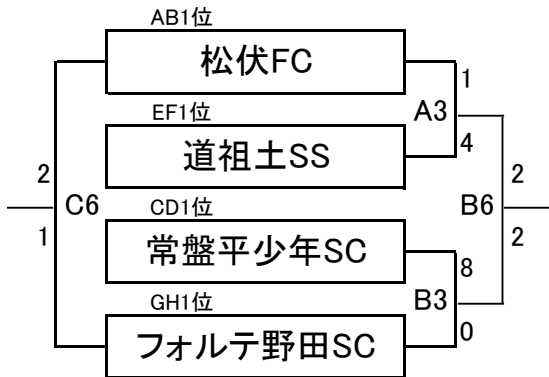 AB1位
松伏FC
1
A3
EF1位
4
道祖土SS
2
2
C6
CD1位
B6
1
2
常盤平少年SC
8
B3
GH1位
0
フォルテ野田SC